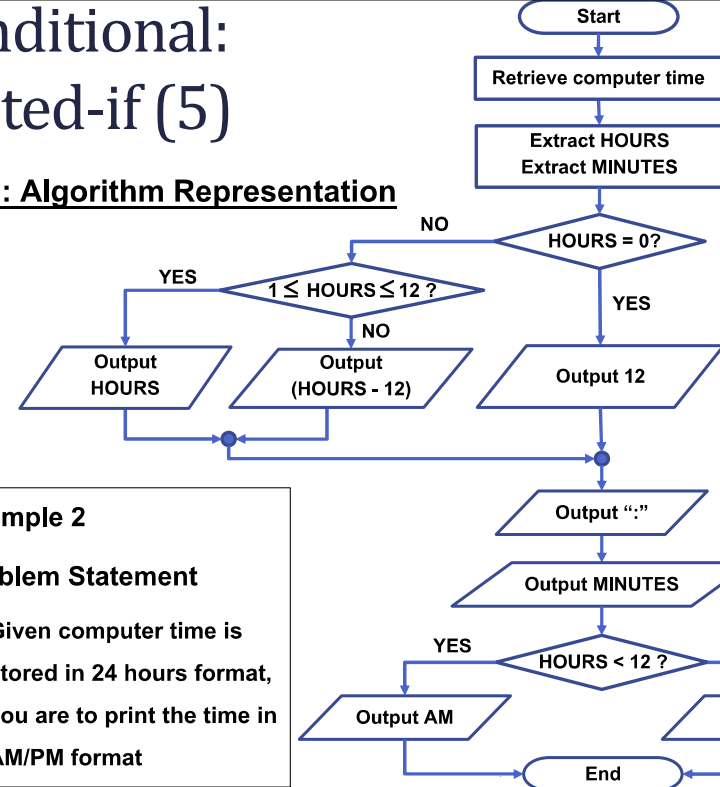 nditional:
ted-if (5)
: Algorithm Representation
Start
Retrieve computer time
Extract HOURS
Extract MINUTES
HOURS = 0?
NO
YES
1 ≤ HOURS ≤ 12 ?
YES
NO
Output
HOURS
Output
(HOURS - 12)
Output 12
Output “:”
Output MINUTES
HOURS < 12 ?
YES
Output AM
End
mple 2
blem Statement
Given computer time is
tored in 24 hours format,
ou are to print the time in
AM/PM format